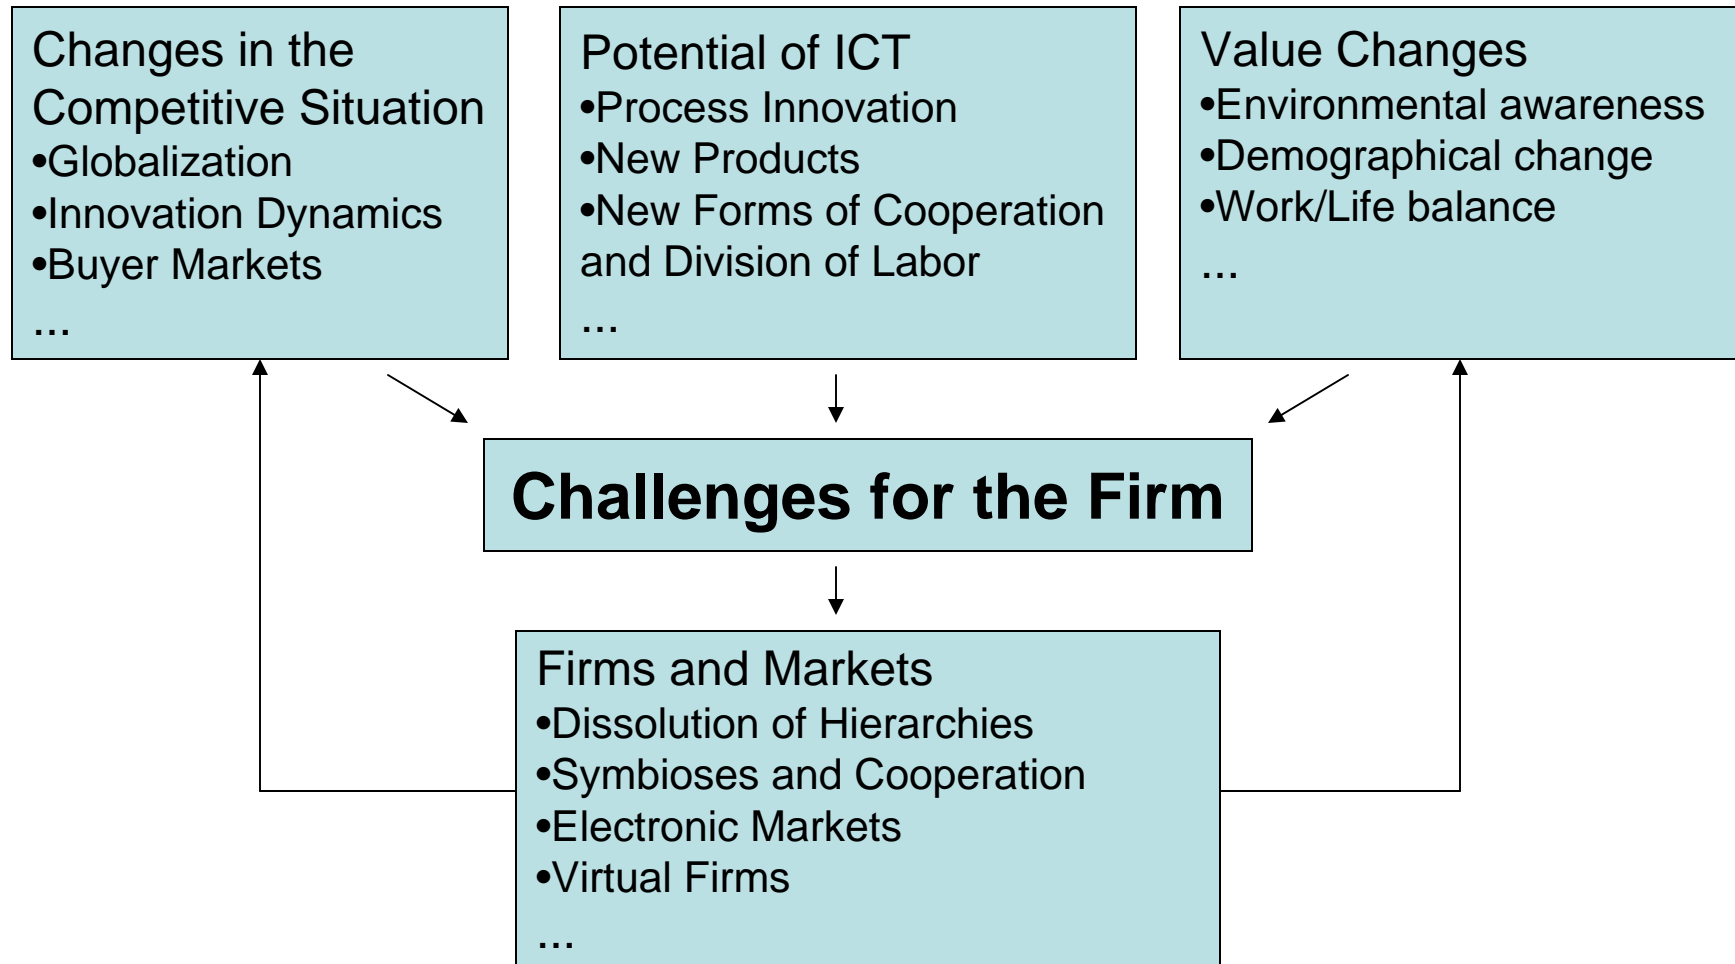 Changes in the
Competitive Situation
•Globalization
•Innovation Dynamics
•Buyer Markets
...
Potential of ICT
•Process Innovation
•New Products
•New Forms of Cooperation
and Division of Labor
...
Value Changes
•Environmental awareness
•Demographical change
•Work/Life balance
...
Challenges for the Firm
Firms and Markets
•Dissolution of Hierarchies
•Symbioses and Cooperation
•Electronic Markets
•Virtual Firms
...